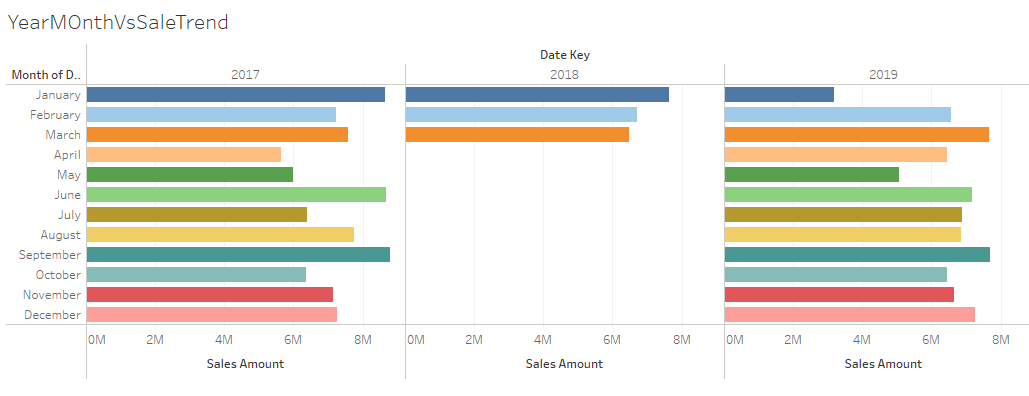 YearMOnthVsSaleTrend
Date Key
Month of D.. 2017 2018 2019
January
February
March
April
May
June
July
August
September
October
November
December
0M 2M 4M 6M 8M 0M 2M 4M 6M 8M 0M 2M 4M 6M 8M
Sales Amount Sales Amount Sales Amount